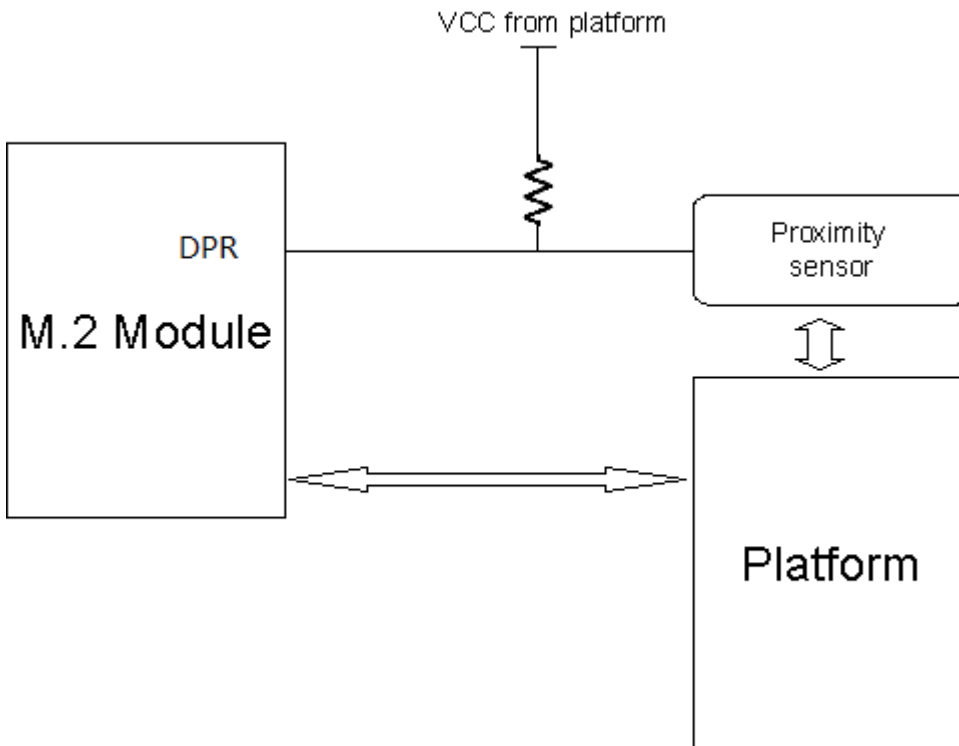 VCC from platform
DPR
M.2 Module
Proximity
sensor
Platform